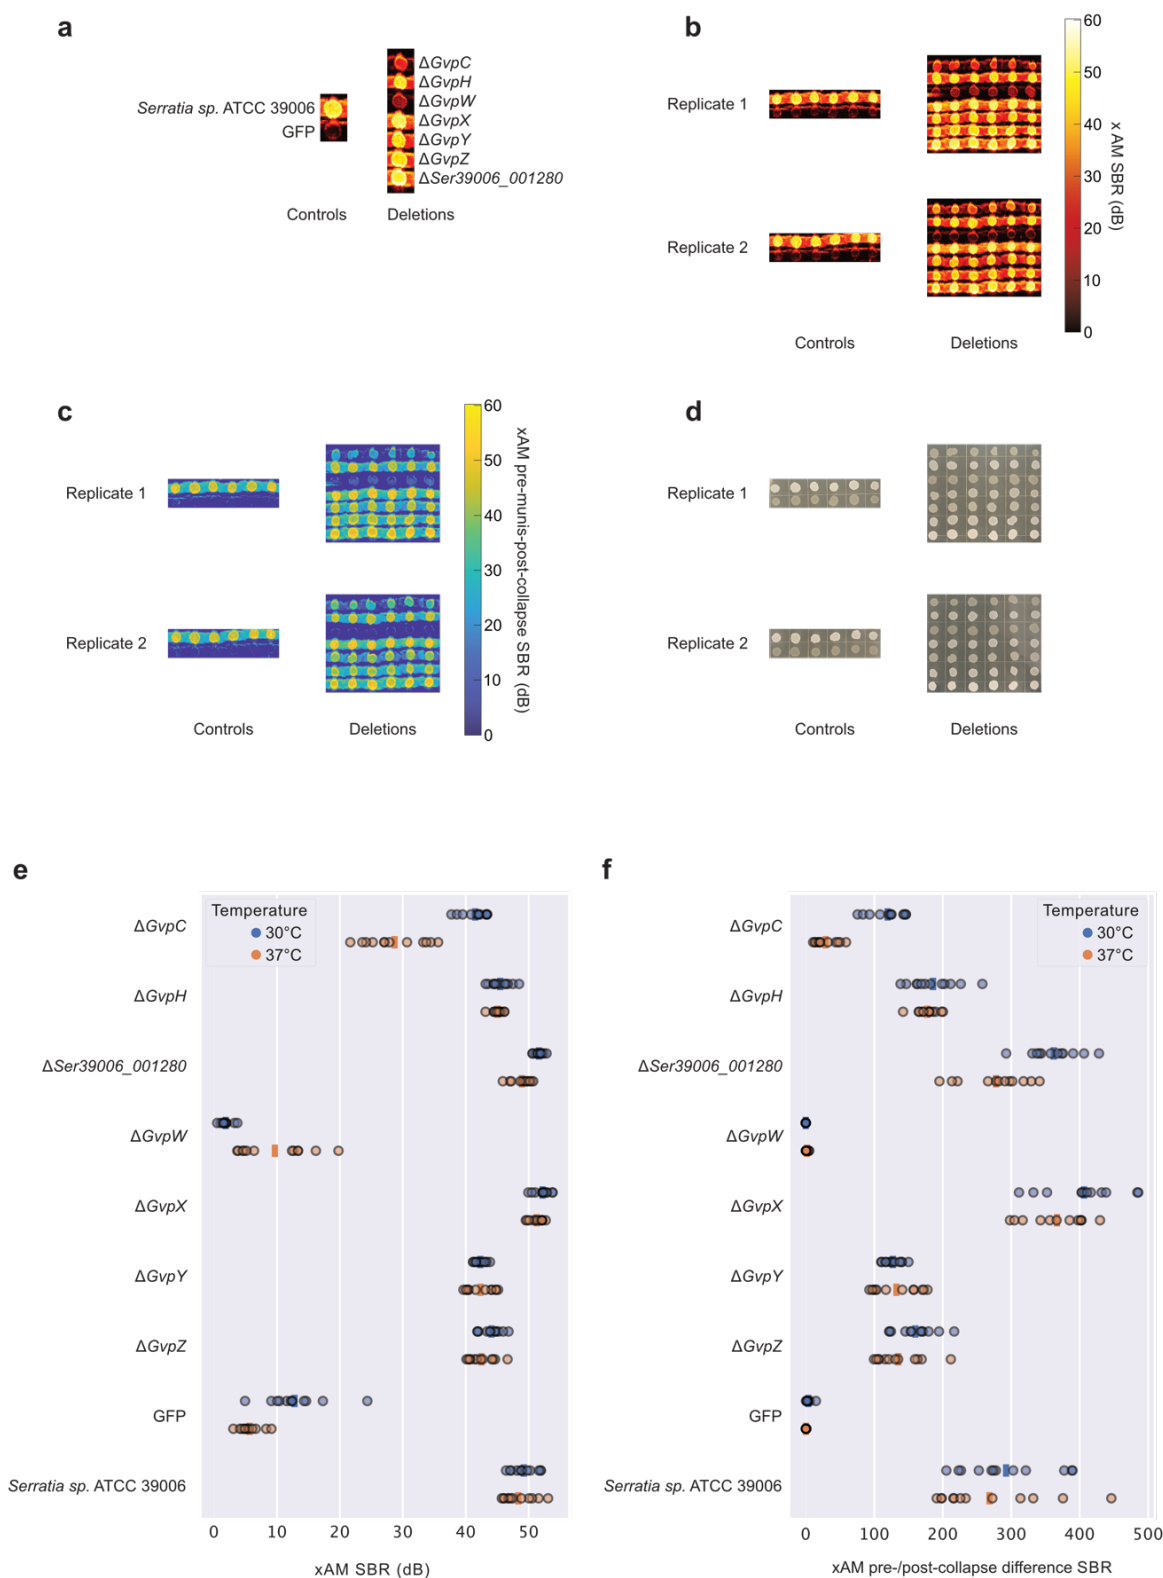 a
Serratia sp. ATCC 39006
GFP
ΔGvpC
ΔGvpH
ΔGvpW
ΔGvpX
ΔGvpY
ΔGvpZ
ΔSer39006_001280
Controls
Deletions
b
Replicate 1
Replicate 2
Controls
Deletions
60
50
40
30
20
10
0
x AM SBR (dB)
c
Replicate 1
Replicate 2
Controls
Deletions
60
50
40
30
20
10
0
xAM pre-munis-post-collapse SBR (dB)
d
Replicate 1
Replicate 2
Controls
Deletions
e
Temperature
30°C
37°C
ΔGvpC
ΔGvpH
ΔSer39006_001280
ΔGvpW
ΔGvpX
ΔGvpY
ΔGvpZ
GFP
Serratia sp. ATCC 39006
0 10 20 30 40 50
xAM SBR (dB)
f
Temperature
30°C
37°C
ΔGvpC
ΔGvpH
ΔSer39006_001280
ΔGvpW
ΔGvpX
ΔGvpY
ΔGvpZ
GFP
Serratia sp. ATCC 39006
0 100 200 300 400 500
xAM pre-/post-collapse difference SBR